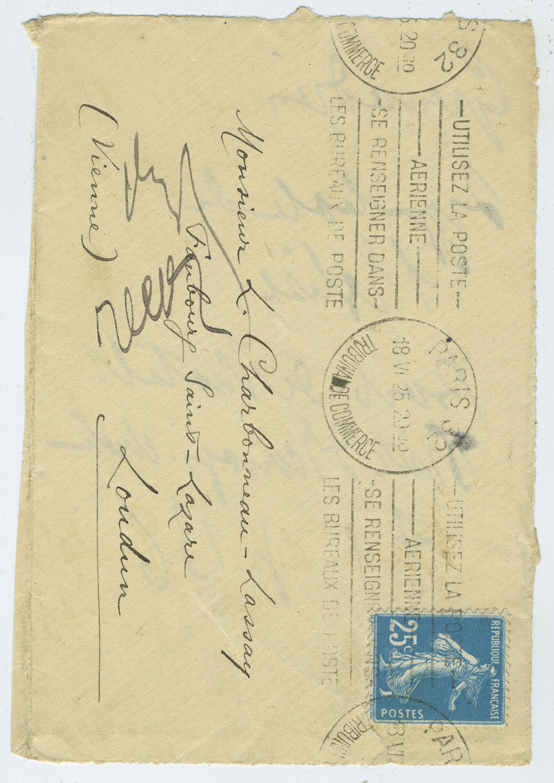 PARIS 32
TRIBUNAL DE COMMERCE
18 VI 25 20 30
—UTILISEZ LA POSTE—
AERIENNE
—SE RENSEIGNER DANS—
LES BUREAUX DE POSTE
REPUBLIQUE FRANÇAISE
25c
POSTES
Monsieur L. Charbonneau-Lassay
Faubourg Saint-Lazare
Loudun
(Vienne)